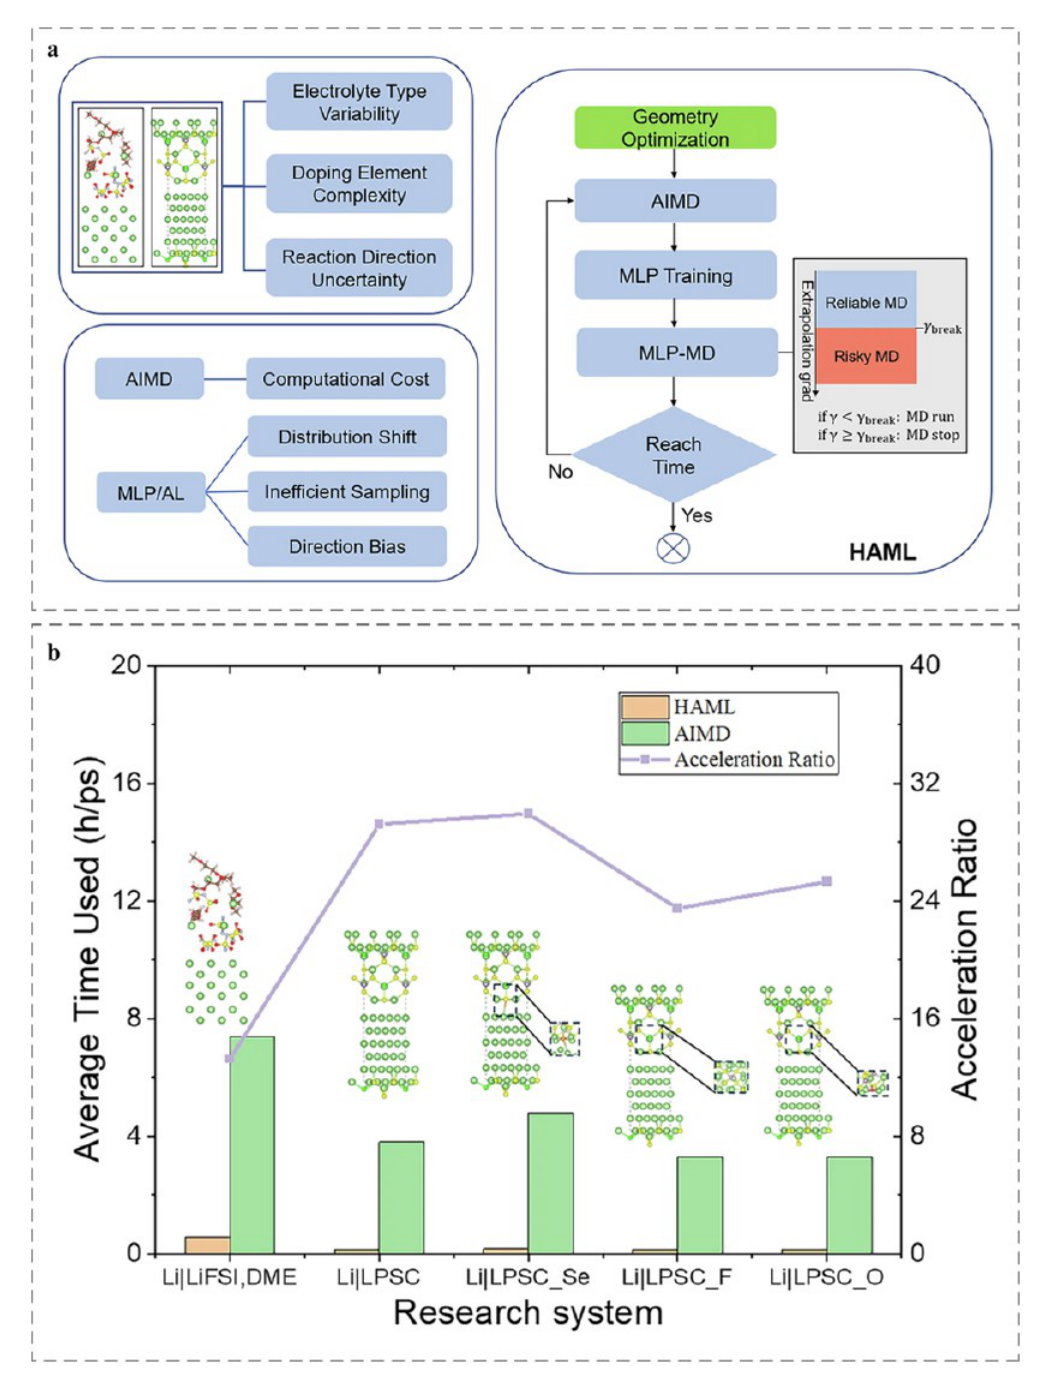 a
Electrolyte Type
Variability
Doping Element
Complexity
Reaction Direction
Uncertainty
AIMD
Computational Cost
MLP/AL
Distribution Shift
Inefficient Sampling
Direction Bias
Geometry
Optimization
AIMD
MLP Training
MLP-MD
Reach
Time
No
Yes
Extrapolation grad
Reliable MD
γbreak
Risky MD
if γ < γbreak: MD run
if γ ≥ γbreak: MD stop
HAML
b
20
16
12
8
4
0
Average Time Used (h/ps)
HAML
AIMD
Acceleration Ratio
40
32
24
16
8
0
Acceleration Ratio
Li|LiFSI,DME
Li|LPSC
Li|LPSC_Se
Li|LPSC_F
Li|LPSC_O
Research system